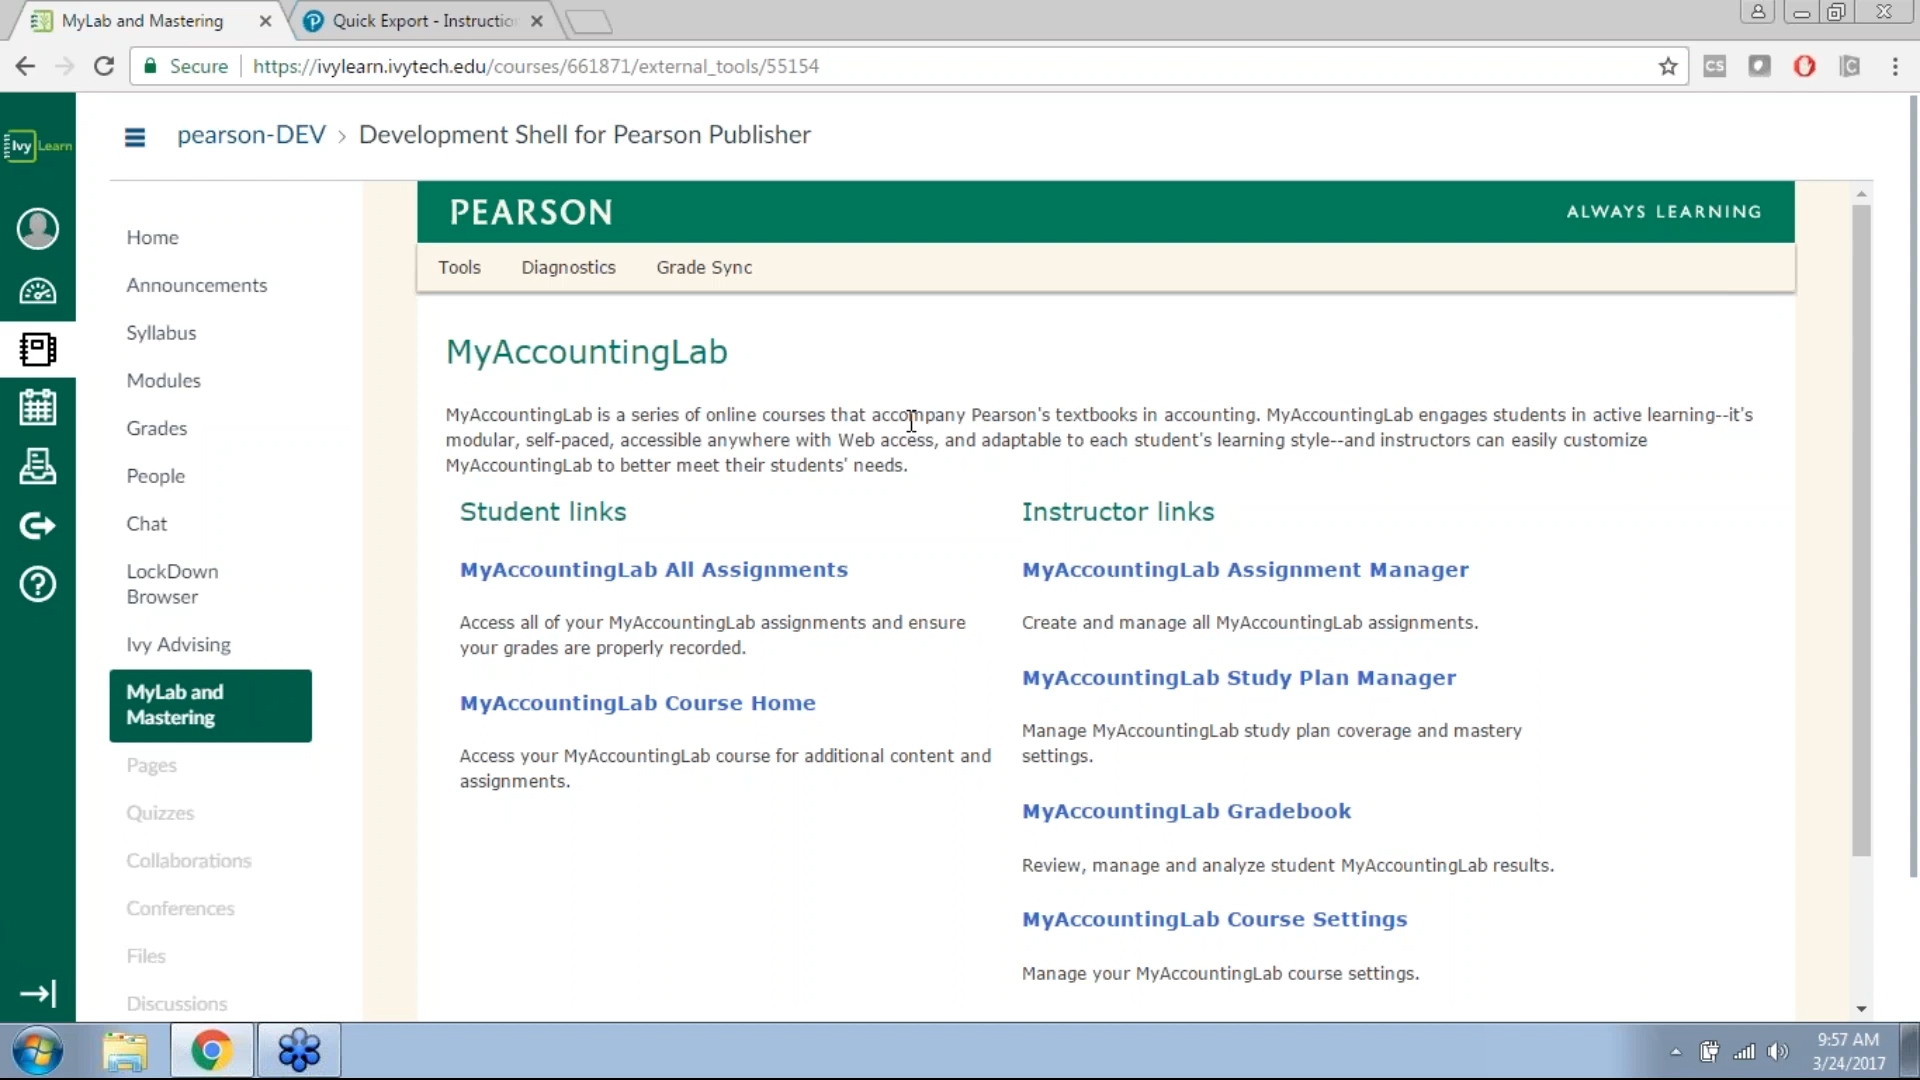 MyLab and Mastering
Quick Export - Instructio
Secure
https://ivylearn.ivytech.edu/courses/661871/external_tools/55154
CS
C
Ivy Learn
pearson-DEV > Development Shell for Pearson Publisher
Home
Announcements
Syllabus
Modules
Grades
People
Chat
LockDown
Browser
Ivy Advising
MyLab and
Mastering
Pages
Quizzes
Collaborations
Conferences
Files
Discussions
PEARSON
ALWAYS LEARNING
Tools
Diagnostics
Grade Sync
MyAccountingLab
MyAccountingLab is a series of online courses that accompany Pearson's textbooks in accounting. MyAccountingLab engages students in active learning--it's
modular, self-paced, accessible anywhere with Web access, and adaptable to each student's learning style--and instructors can easily customize
MyAccountingLab to better meet their students' needs.
Student links
MyAccountingLab All Assignments
Access all of your MyAccountingLab assignments and ensure
your grades are properly recorded.
MyAccountingLab Course Home
Access your MyAccountingLab course for additional content and
assignments.
Instructor links
MyAccountingLab Assignment Manager
Create and manage all MyAccountingLab assignments.
MyAccountingLab Study Plan Manager
Manage MyAccountingLab study plan coverage and mastery
settings.
MyAccountingLab Gradebook
Review, manage and analyze student MyAccountingLab results.
MyAccountingLab Course Settings
Manage your MyAccountingLab course settings.
9:57 AM
3/24/2017